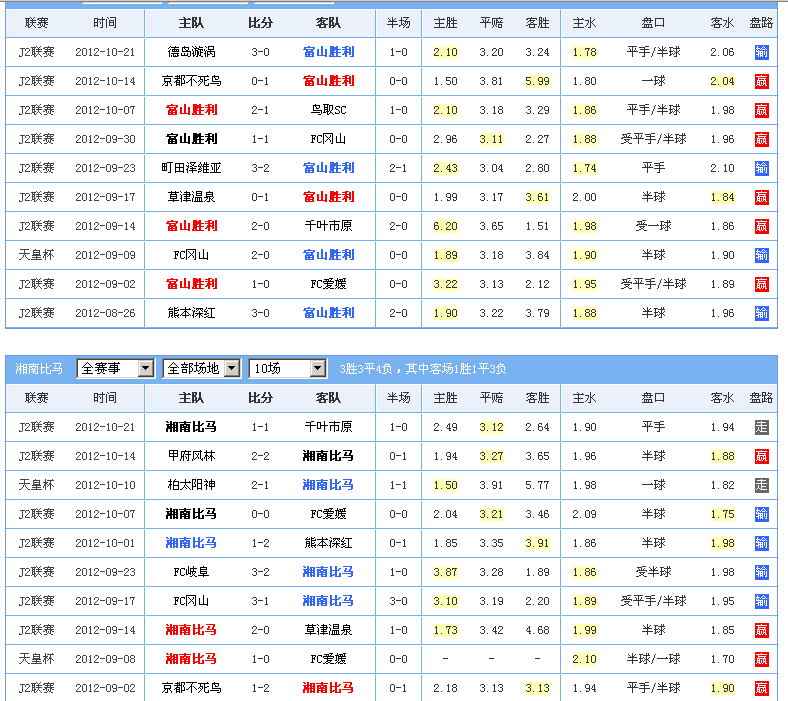 联赛 时间 主队 比分 客队 半场 主胜 平赔 客胜 主水 盘口 客水 盘路
J2联赛 2012-10-21 德岛漩涡 3-0 富山胜利 1-0 2.10 3.20 3.24 1.78 平手/半球 2.06 输
J2联赛 2012-10-14 京都不死鸟 0-1 富山胜利 0-0 1.50 3.81 5.99 1.80 一球 2.04 赢
J2联赛 2012-10-07 富山胜利 2-1 鸟取SC 1-0 2.10 3.18 3.29 1.86 平手/半球 1.98 赢
J2联赛 2012-09-30 富山胜利 1-1 FC冈山 0-0 2.96 3.11 2.27 1.88 受平手/半球 1.96 赢
J2联赛 2012-09-23 町田泽维亚 3-2 富山胜利 2-1 2.43 3.04 2.80 1.74 平手 2.10 输
J2联赛 2012-09-17 草津温泉 0-1 富山胜利 0-0 1.99 3.17 3.61 2.00 半球 1.84 赢
J2联赛 2012-09-14 富山胜利 2-0 千叶市原 2-0 6.20 3.65 1.51 1.98 受一球 1.86 赢
天皇杯 2012-09-09 FC冈山 2-0 富山胜利 0-0 1.89 3.18 3.84 1.90 半球 1.90 输
J2联赛 2012-09-02 富山胜利 1-0 FC爱媛 0-0 3.22 3.13 2.12 1.95 受平手/半球 1.89 赢
J2联赛 2012-08-26 熊本深红 3-0 富山胜利 2-0 1.90 3.22 3.79 1.88 半球 1.96 输
湘南比马 全赛事 全部场地 10场 3胜3平4负，其中客场1胜1平3负
联赛 时间 主队 比分 客队 半场 主胜 平赔 客胜 主水 盘口 客水 盘路
J2联赛 2012-10-21 湘南比马 1-1 千叶市原 1-0 2.49 3.12 2.64 1.90 平手 1.94 走
J2联赛 2012-10-14 甲府风林 2-2 湘南比马 0-1 1.94 3.27 3.65 1.96 半球 1.88 赢
天皇杯 2012-10-10 柏太阳神 2-1 湘南比马 1-1 1.50 3.91 5.77 1.98 一球 1.82 走
J2联赛 2012-10-07 湘南比马 0-0 FC爱媛 0-0 2.04 3.21 3.46 2.09 半球 1.75 输
J2联赛 2012-10-01 湘南比马 1-2 熊本深红 0-1 1.85 3.35 3.91 1.86 半球 1.98 输
J2联赛 2012-09-23 FC岐阜 3-2 湘南比马 1-0 3.87 3.28 1.89 1.86 受半球 1.98 输
J2联赛 2012-09-17 FC冈山 3-1 湘南比马 3-0 3.10 3.19 2.20 1.89 受平手/半球 1.95 输
J2联赛 2012-09-14 湘南比马 2-0 草津温泉 1-0 1.73 3.42 4.68 1.99 半球 1.85 赢
天皇杯 2012-09-08 湘南比马 1-0 FC爱媛 0-0 - - - 2.10 半球/一球 1.70 赢
J2联赛 2012-09-02 京都不死鸟 1-2 湘南比马 0-1 2.18 3.13 3.13 1.94 平手/半球 1.90 赢